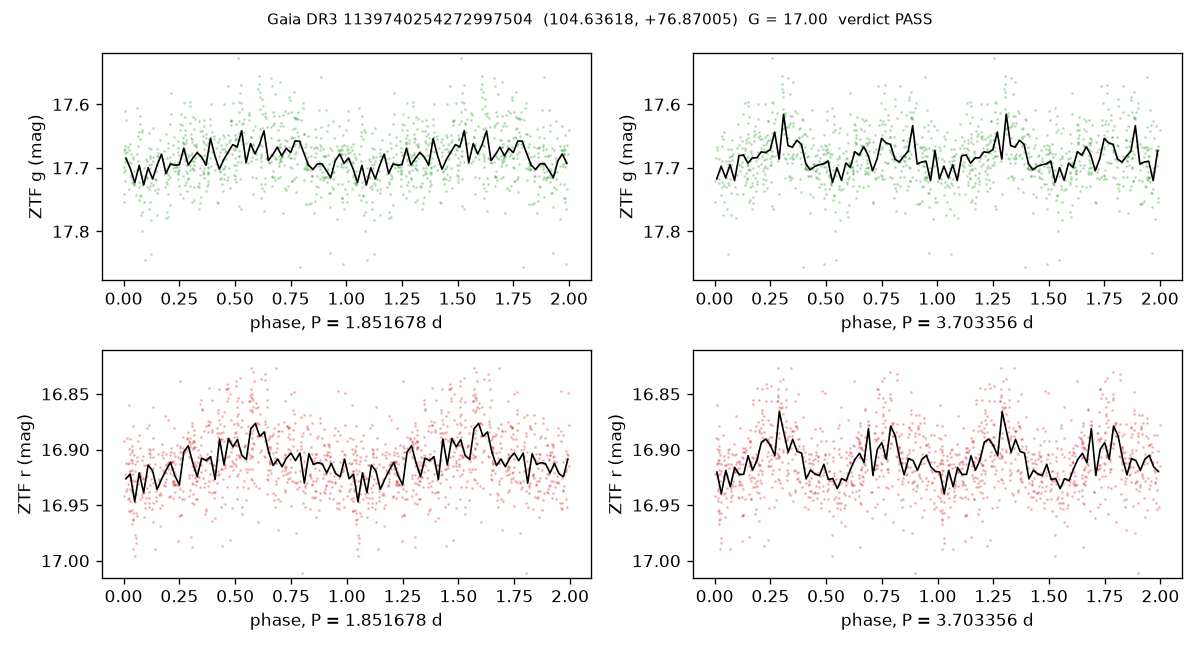 Gaia DR3 1139740254272997504 (104.63618, +76.87005) G = 17.00 verdict PASS
ZTF g (mag)
17.6
17.7
17.8
0.00 0.25 0.50 0.75 1.00 1.25 1.50 1.75 2.00
phase, P = 1.851678 d
ZTF g (mag)
17.6
17.7
17.8
0.00 0.25 0.50 0.75 1.00 1.25 1.50 1.75 2.00
phase, P = 3.703356 d
ZTF r (mag)
16.85
16.90
16.95
17.00
0.00 0.25 0.50 0.75 1.00 1.25 1.50 1.75 2.00
phase, P = 1.851678 d
ZTF r (mag)
16.85
16.90
16.95
17.00
0.00 0.25 0.50 0.75 1.00 1.25 1.50 1.75 2.00
phase, P = 3.703356 d